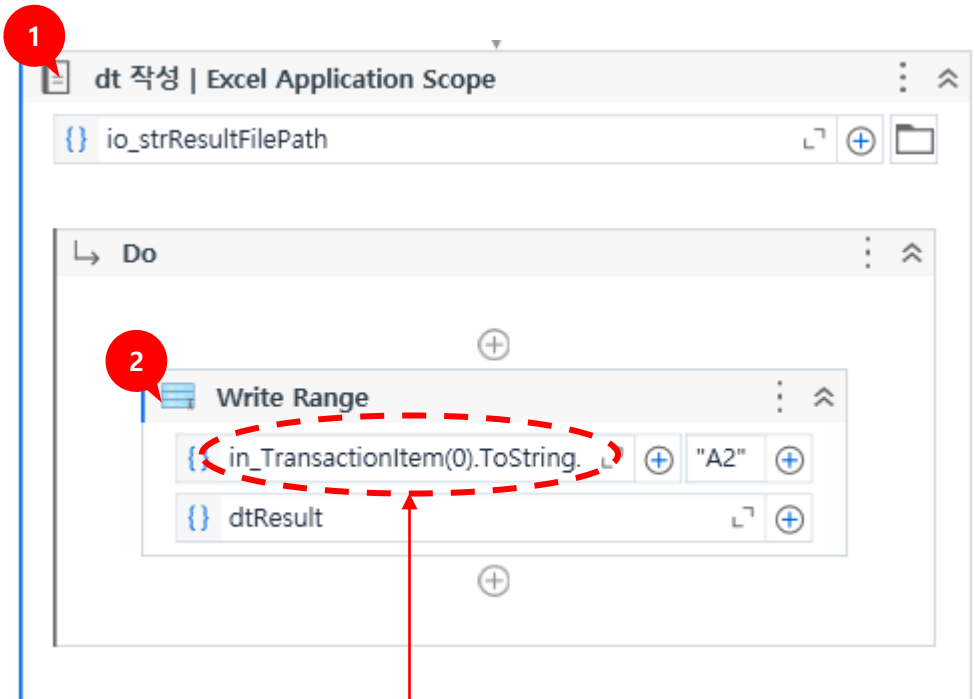 1
dt 작성 | Excel Application Scope
{} io_strResultFilePath
Do
2
Write Range
{} in_TransactionItem(0).ToString. "A2"
{} dtResult